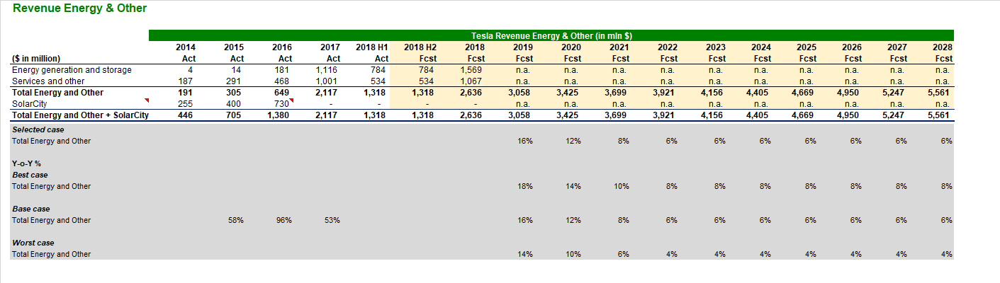 Revenue Energy & Other
Tesla Revenue Energy & Other (in mln $)
2014 2015 2016 2017 2018 H1 2018 H2 2018 2019 2020 2021 2022 2023 2024 2025 2026 2027 2028
($ in million) Act Act Act Act Act Fcst Fcst Fcst Fcst Fcst Fcst Fcst Fcst Fcst Fcst Fcst Fcst
Energy generation and storage 4 14 181 1,116 784 784 1,569 n.a. n.a. n.a. n.a. n.a. n.a. n.a. n.a. n.a. n.a.
Services and other 187 291 468 1,001 534 534 1,067 n.a. n.a. n.a. n.a. n.a. n.a. n.a. n.a. n.a. n.a.
Total Energy and Other 191 305 649 2,117 1,318 1,318 2,636 3,058 3,425 3,699 3,921 4,156 4,405 4,669 4,950 5,247 5,561
SolarCity 255 400 730 - - - - n.a. n.a. n.a. n.a. n.a. n.a. n.a. n.a. n.a. n.a.
Total Energy and Other + SolarCity 446 705 1,380 2,117 1,318 1,318 2,636 3,058 3,425 3,699 3,921 4,156 4,405 4,669 4,950 5,247 5,561
Selected case
Total Energy and Other 16% 12% 8% 6% 6% 6% 6% 6% 6% 6%
Y-o-Y %
Best case
Total Energy and Other 18% 14% 10% 8% 8% 8% 8% 8% 8% 8%
Base case
Total Energy and Other 58% 96% 53% 16% 12% 8% 6% 6% 6% 6% 6% 6% 6%
Worst case
Total Energy and Other 14% 10% 6% 4% 4% 4% 4% 4% 4% 4%